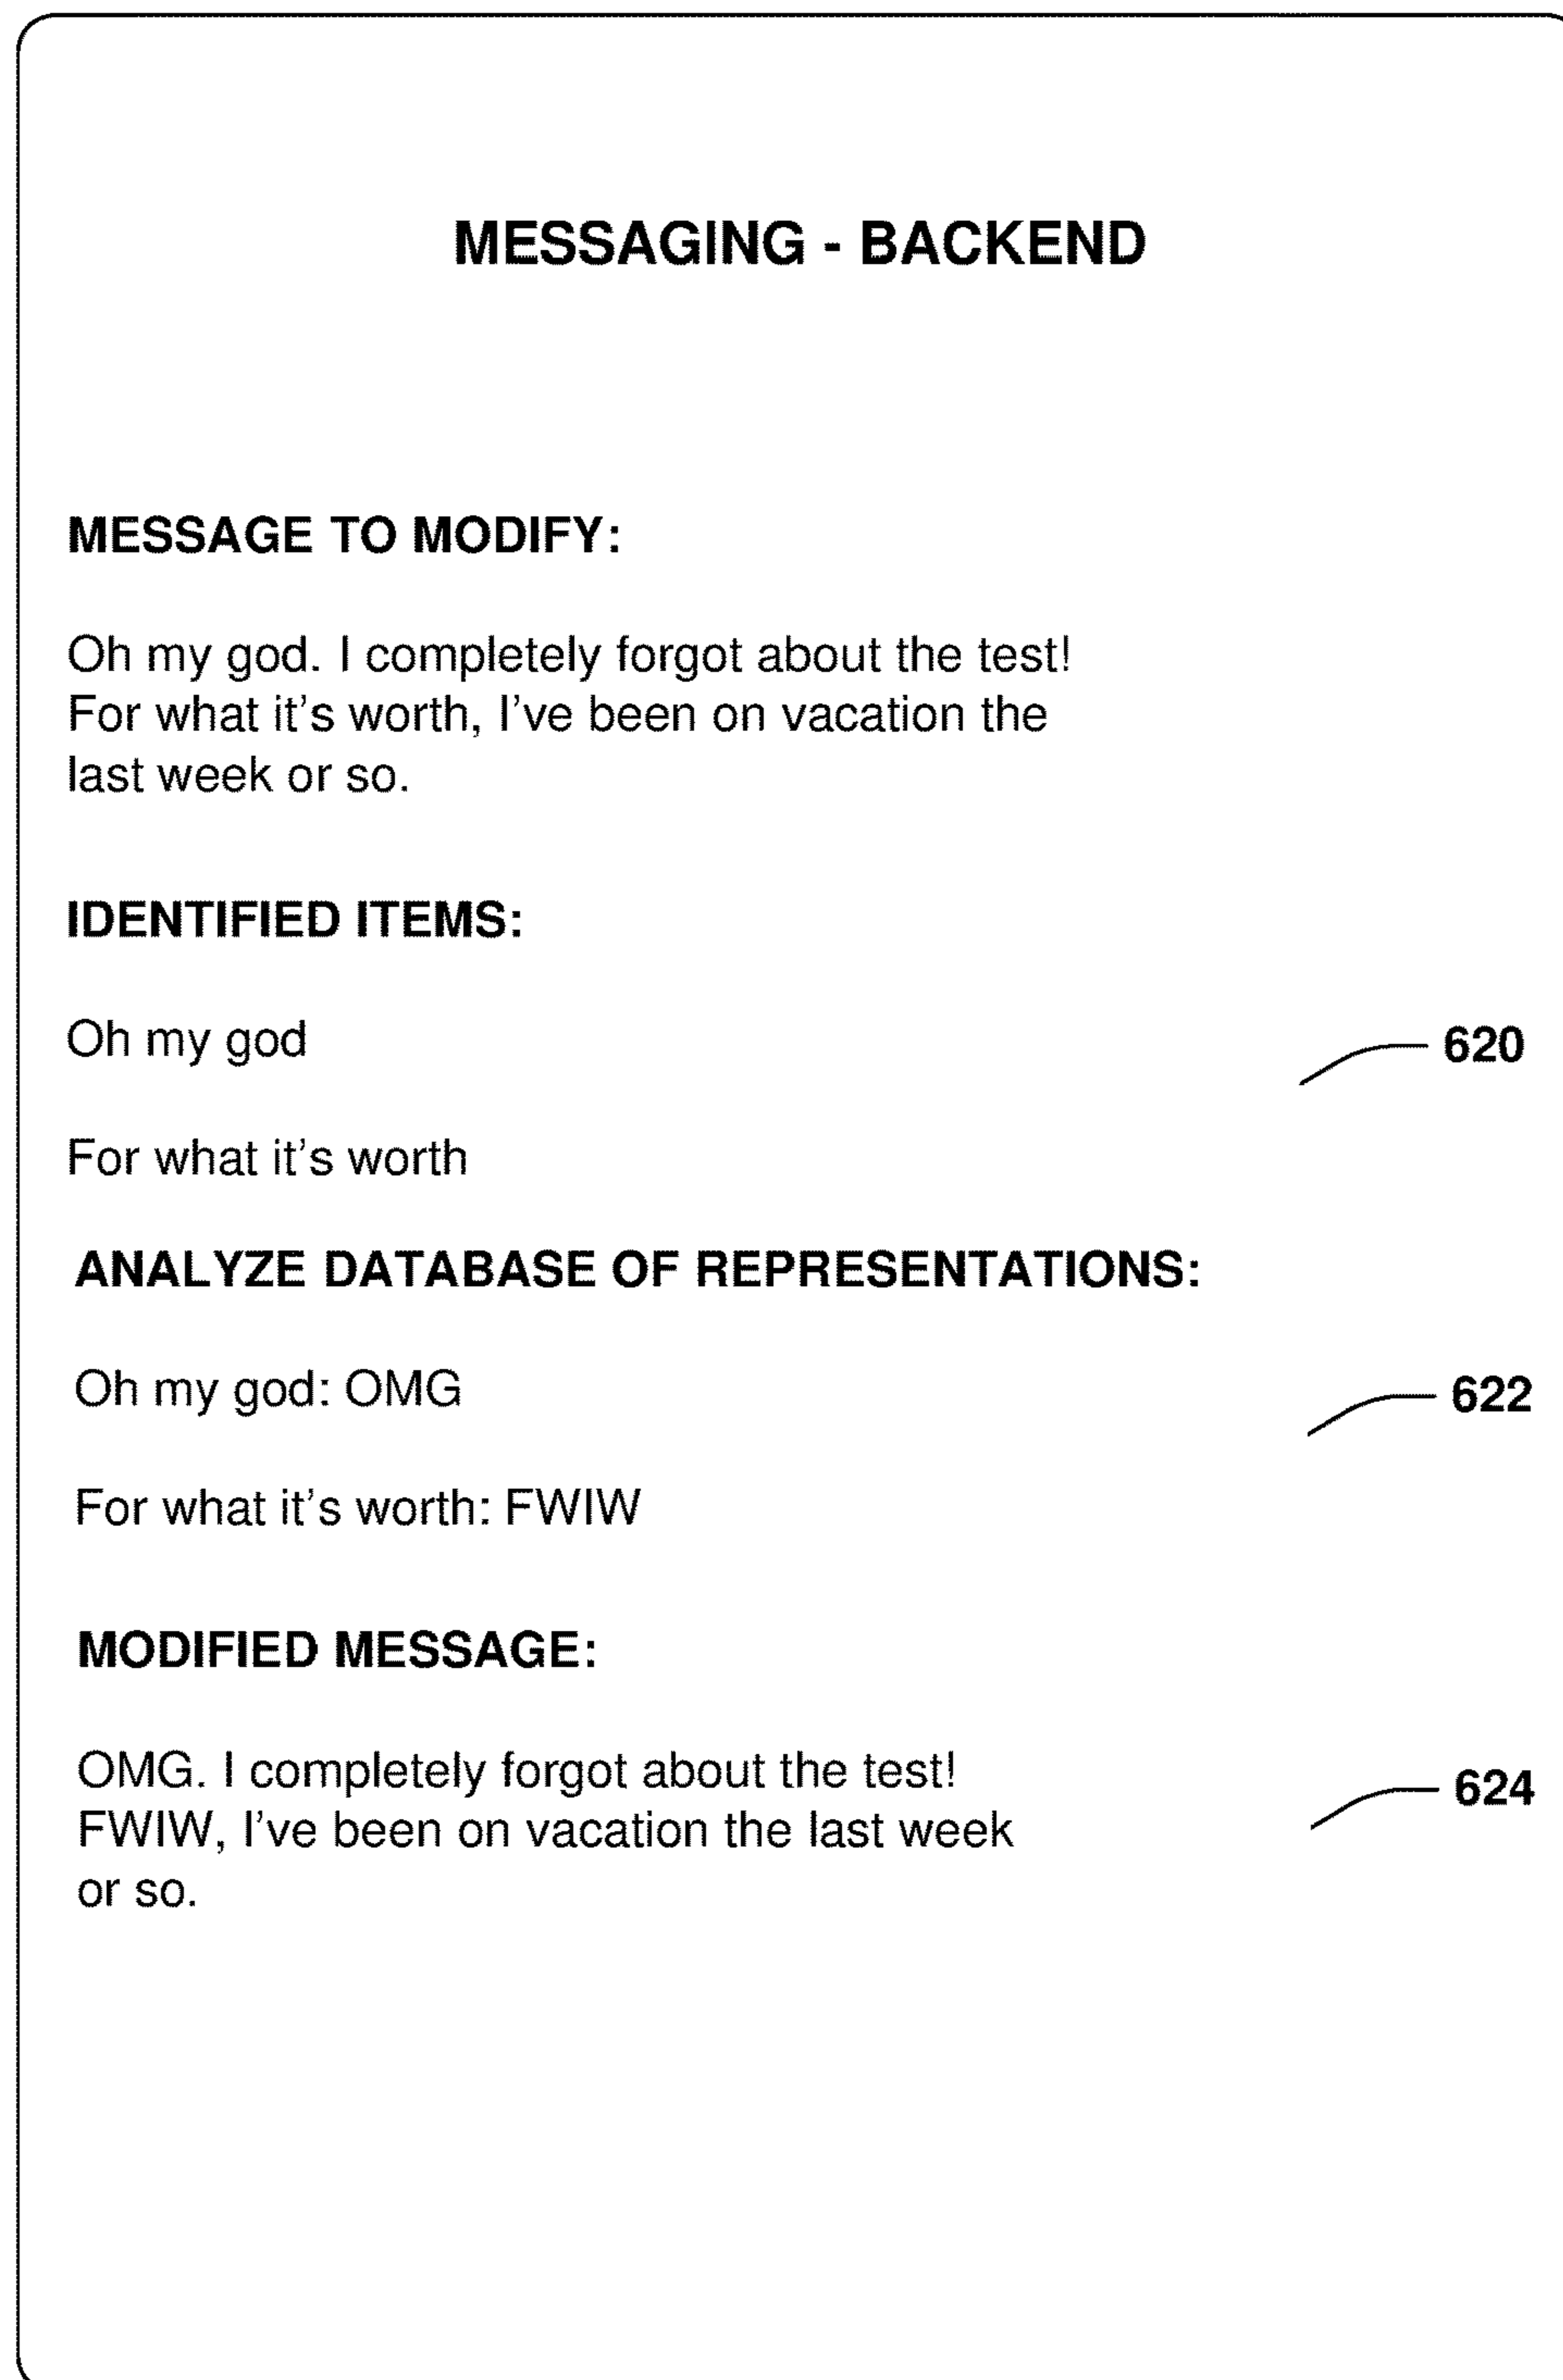 MESSAGING - BACKEND
MESSAGE TO MODIFY:
Oh my god. I completely forgot about the test!
For what it's worth, I've been on vacation the
last week or so.
IDENTIFIED ITEMS:
Oh my god
620
For what it's worth
ANALYZE DATABASE OF REPRESENTATIONS:
Oh my god: OMG
622
For what it's worth: FWIW
MODIFIED MESSAGE:
OMG. I completely forgot about the test!
624
FWIW, I've been on vacation the last week
or so.